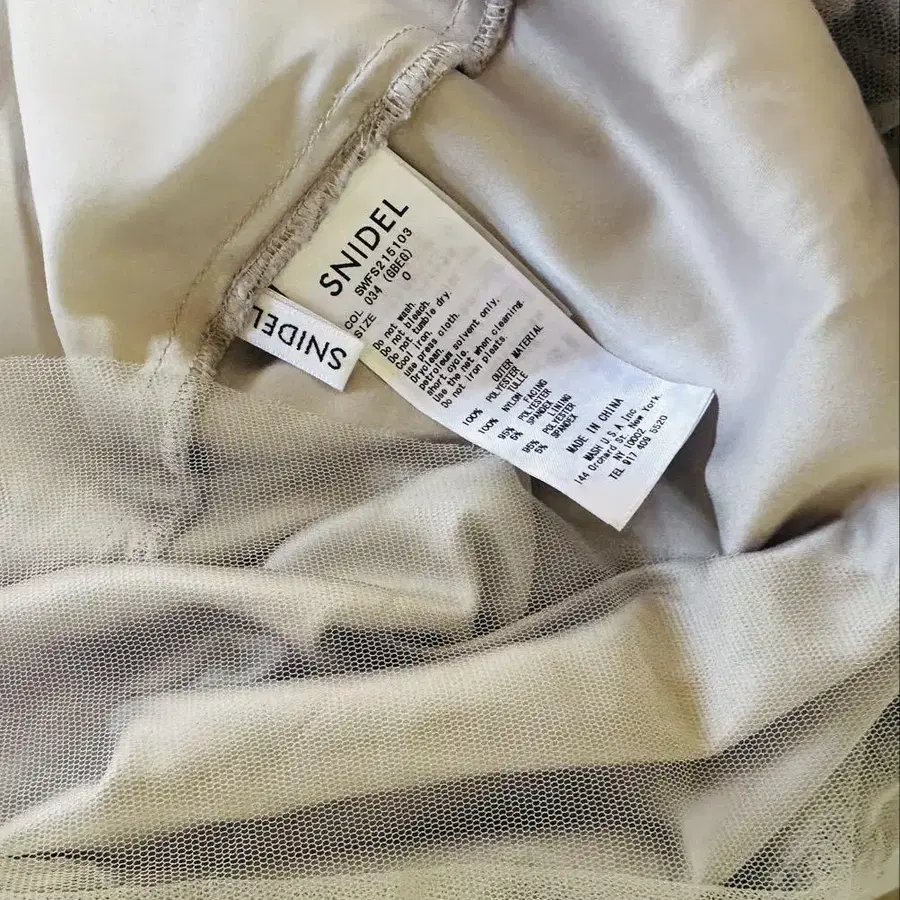 SNIDEL
SWFS215103
COL 034 (GBEG)
SIZE 0
Do not wash.
Do not bleach.
Do not tumble dry.
Cool iron.
Use press cloth.
Dryclean.
petroleum solvent only.
short cycle.
Use the net when cleaning.
Do not iron pleats.
OUTER MATERIAL
100% POLYESTER
TULLE
100% NYLON
FACING
95% POLYESTER
5% SPANDEX
LINING
95% POLYESTER
5% SPANDEX
MADE IN CHINA
MASH U.S.A, Inc
144 Orchard St. New York,
NY 10002
TEL 917 409 5520
SNIDEL